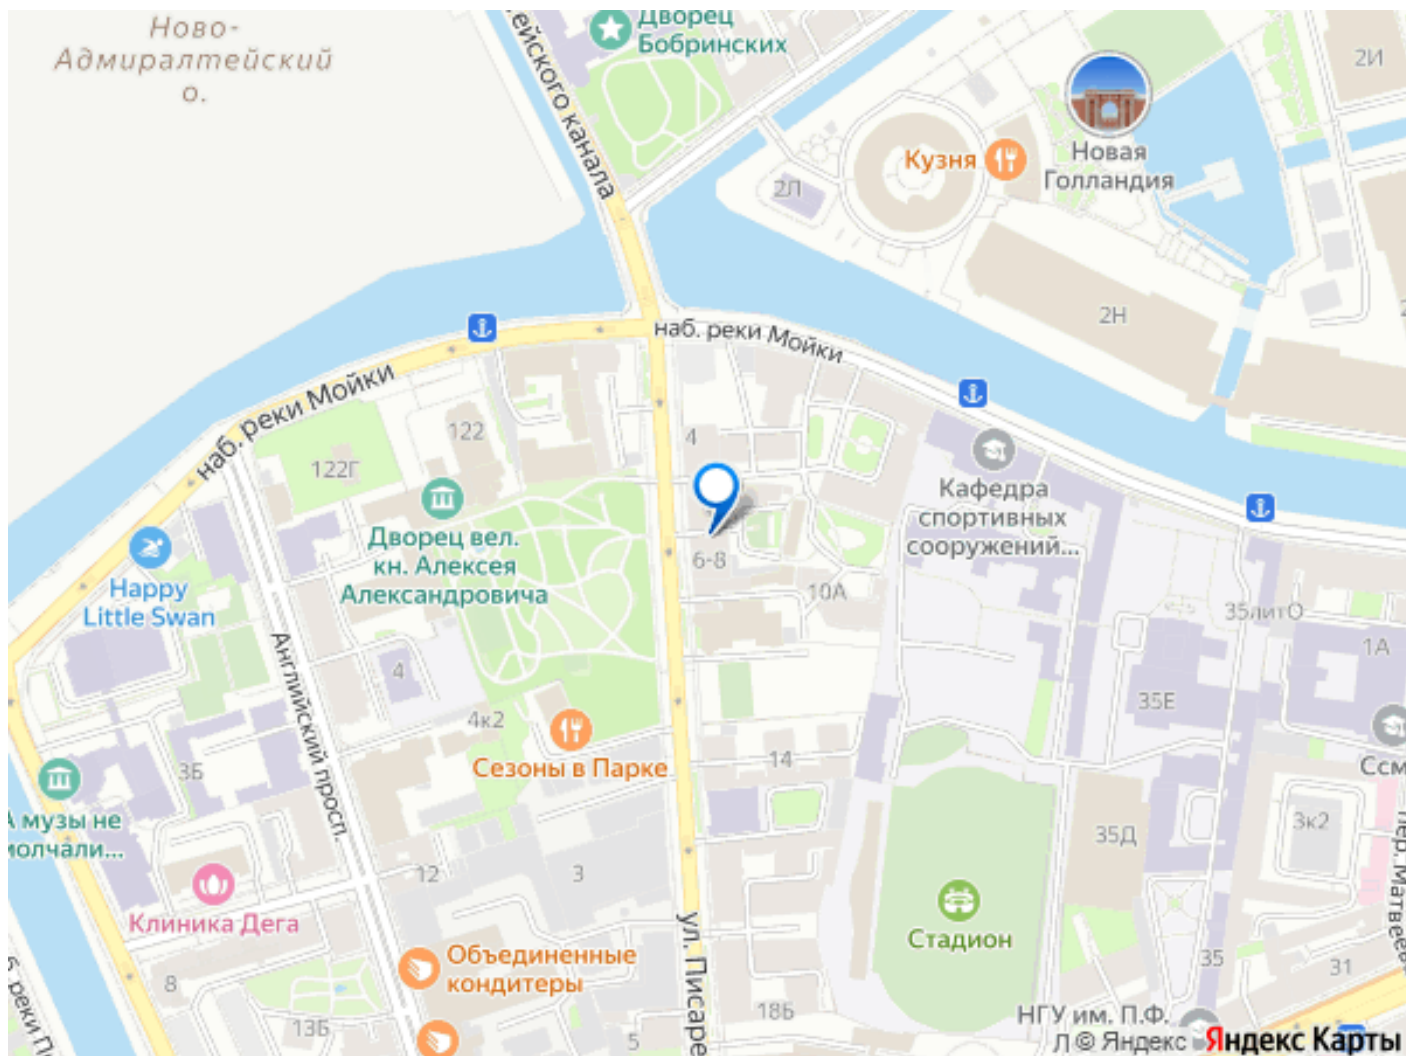 Ново-
Адмиралтейский
о.
Дворец
Бобринских
ейского канала
2И
Кузня
Новая
Голландия
2Л
2Н
наб. реки Мойки
наб. реки Мойки
122
4
122Г
Кафедра
спортивных
сооружений...
Дворец вел.
кн. Алексея
Александровича
6-8
10А
Happy
Little Swan
35литО
1А
Английский просп.
4
35Е
4к2
Сезоны в Парке
14
3Б
Ссм
А музы не
молчали...
3к2
35Д
пер. Матвеева
12
3
Клиника Дега
Стадион
ул. Писаре
Объединенные
кондитеры
8
35
31
13Б
18Б
5
НГУ им. П.Ф.
Л © Яндекс Яндекс Карты